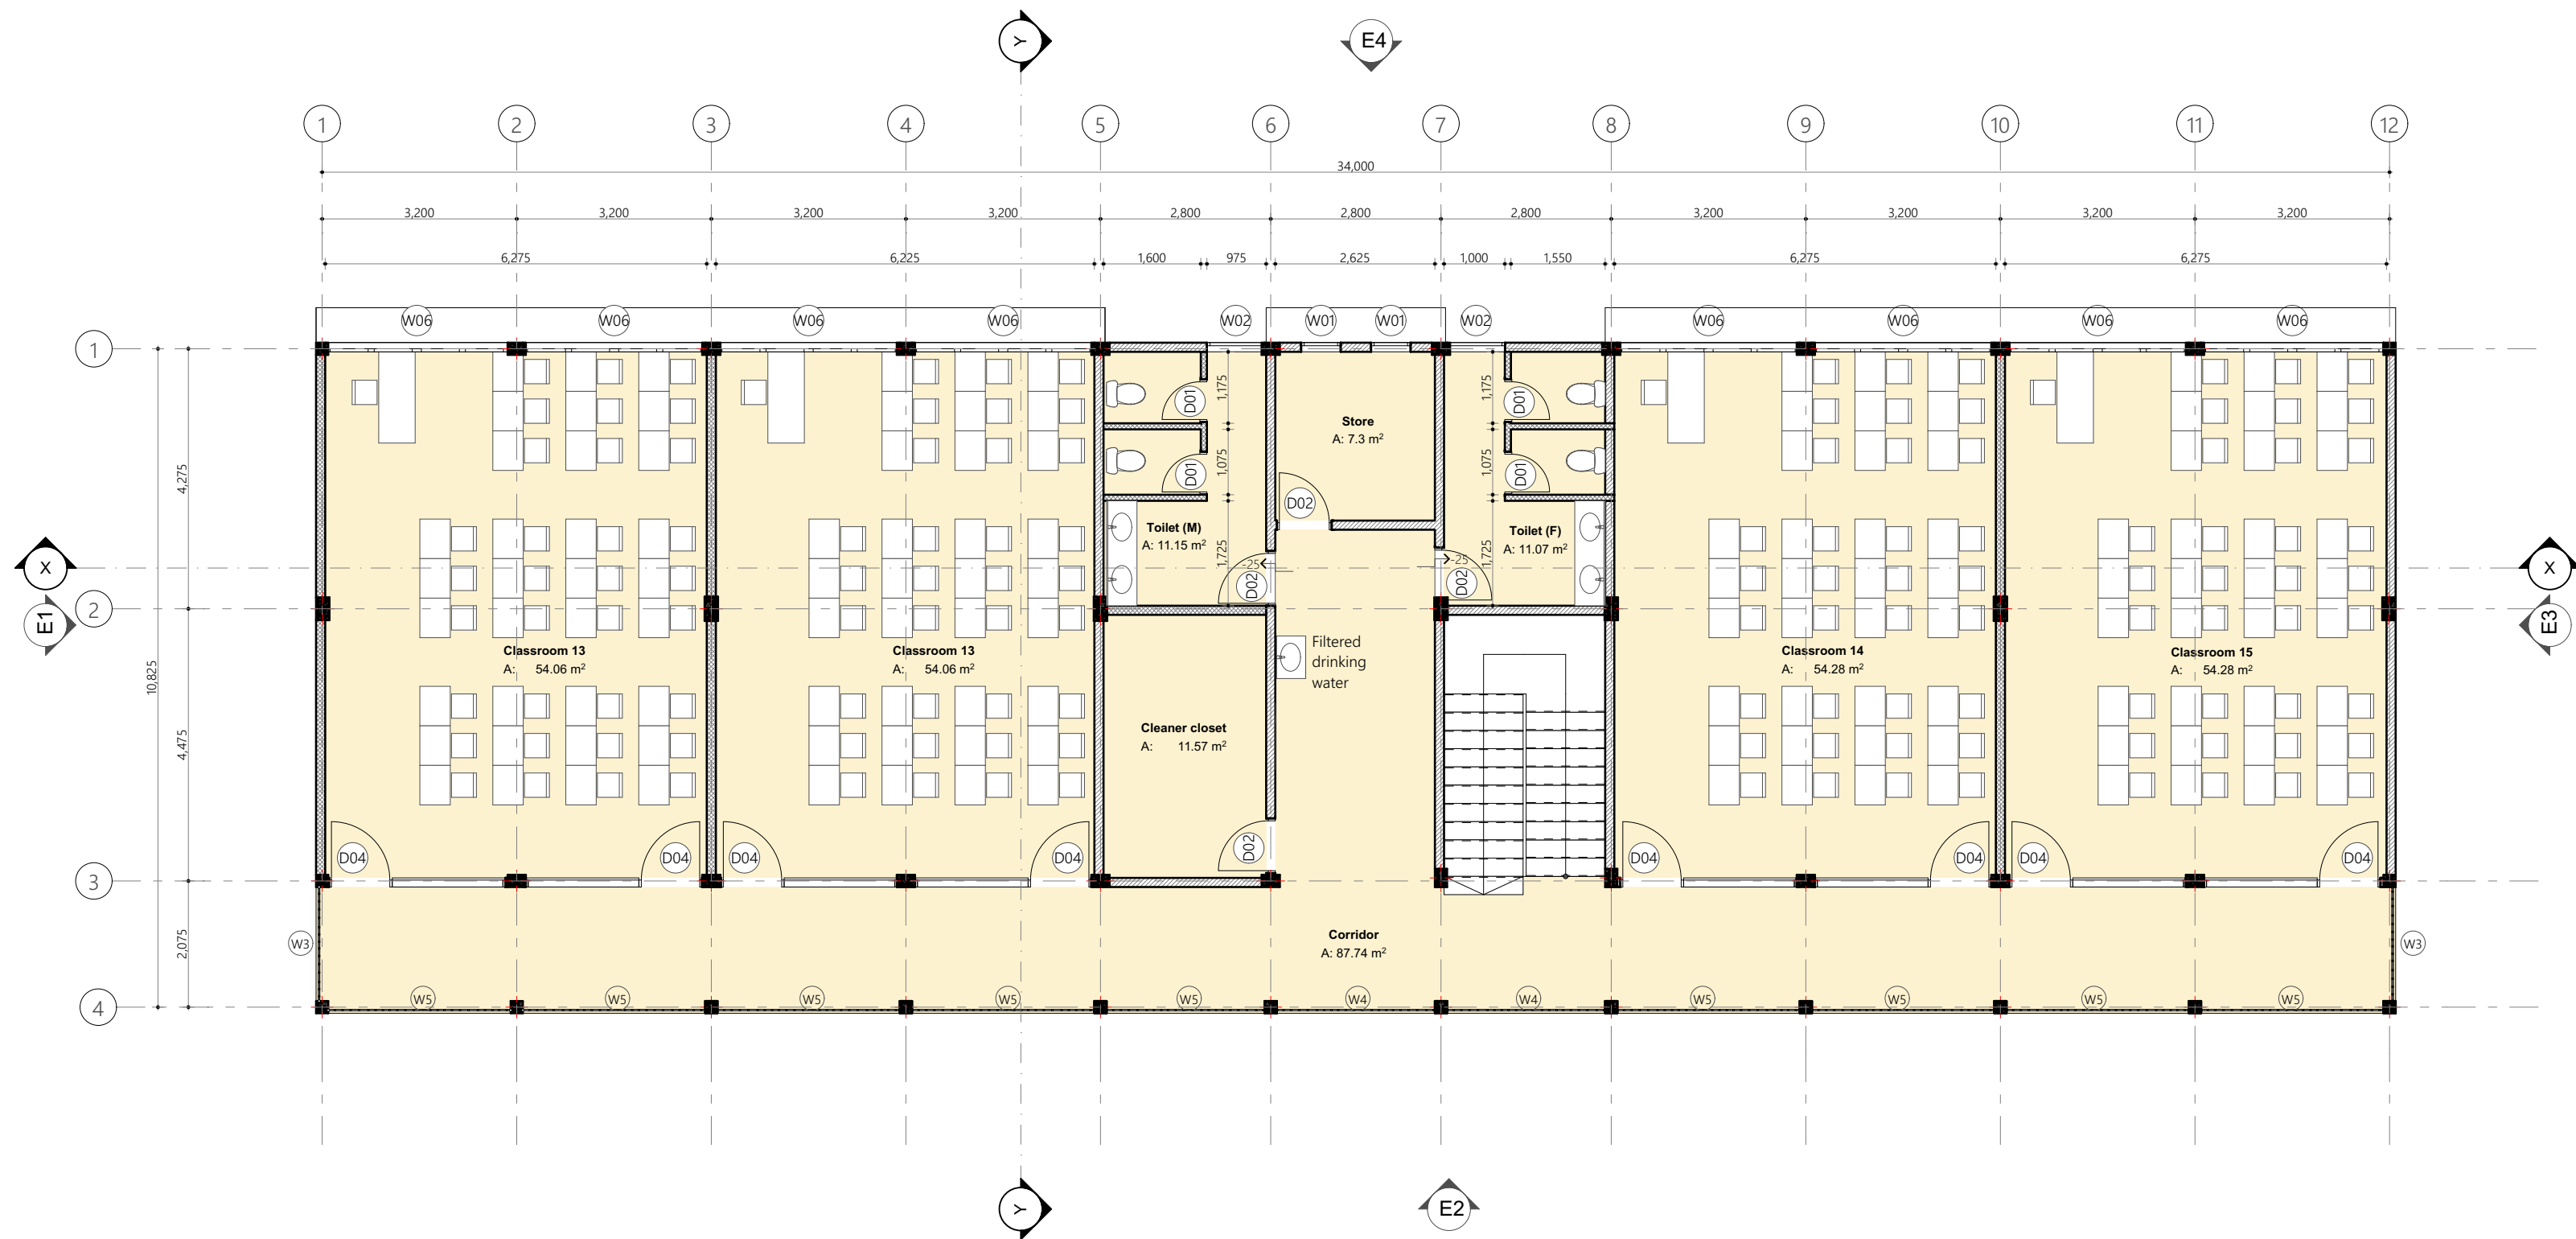 Y
E4
1 2 3 4 5 6 7 8 9 10 11 12
34,000
3,200 3,200 3,200 3,200 2,800 2,800 2,800 3,200 3,200 3,200 3,200
6,275 6,225 1,600 975 2,625 1,000 1,550 6,275 6,275
W06 W06 W06 W06 W02 W01 W01 W02 W06 W06 W06 W06
1
1,175 1,175
D01 D01
Store
A: 7.3 m²
4,275
1,075 1,075
D01 D01
D02
Toilet (M)
A: 11.15 m²
Toilet (F)
A: 11.07 m²
1,725 1,725
-25 -25
D02 D02
X X
2
E1 E3
Filtered
drinking
water
Classroom 13
A: 54.06 m²
Classroom 13
A: 54.06 m²
Classroom 14
A: 54.28 m²
Classroom 15
A: 54.28 m²
10,825
4,475
Cleaner closet
A: 11.57 m²
D02
D04 D04 D04 D04 D04 D04 D04 D04
3
2,075
W3 W3
Corridor
A: 87.74 m²
W5 W5 W5 W5 W5 W4 W4 W5 W5 W5 W5
4
Y
E2